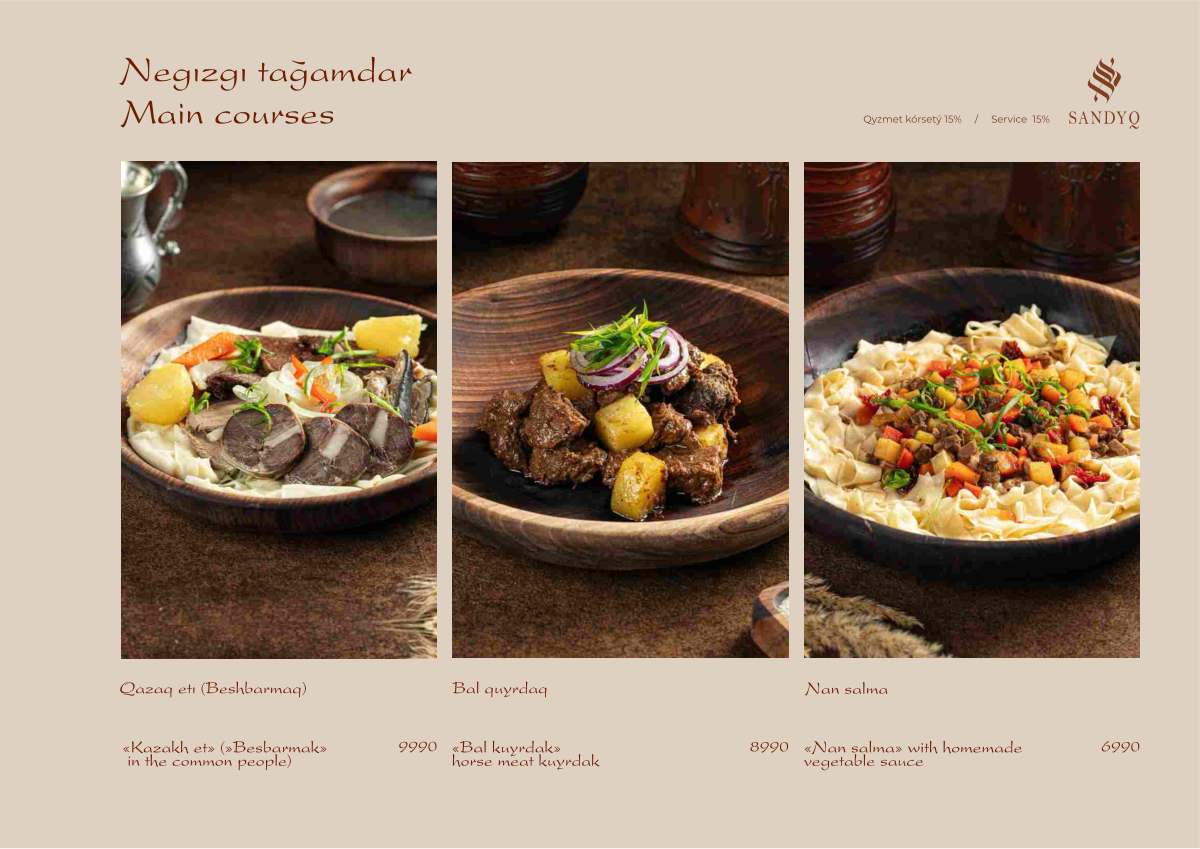 Negızgı tağamdar
Main courses
Qyzmet kórsetý 15% / Service 15%
SANDYQ
Qazaq etı (Beshbarmaq)
Bal quyrdaq
Nan salma
«Kazakh et» (»Besbarmak»
in the common people)
9990
«Bal kuyrdak»
horse meat kuyrdak
8990
«Nan salma» with homemade
vegetable sauce
6990